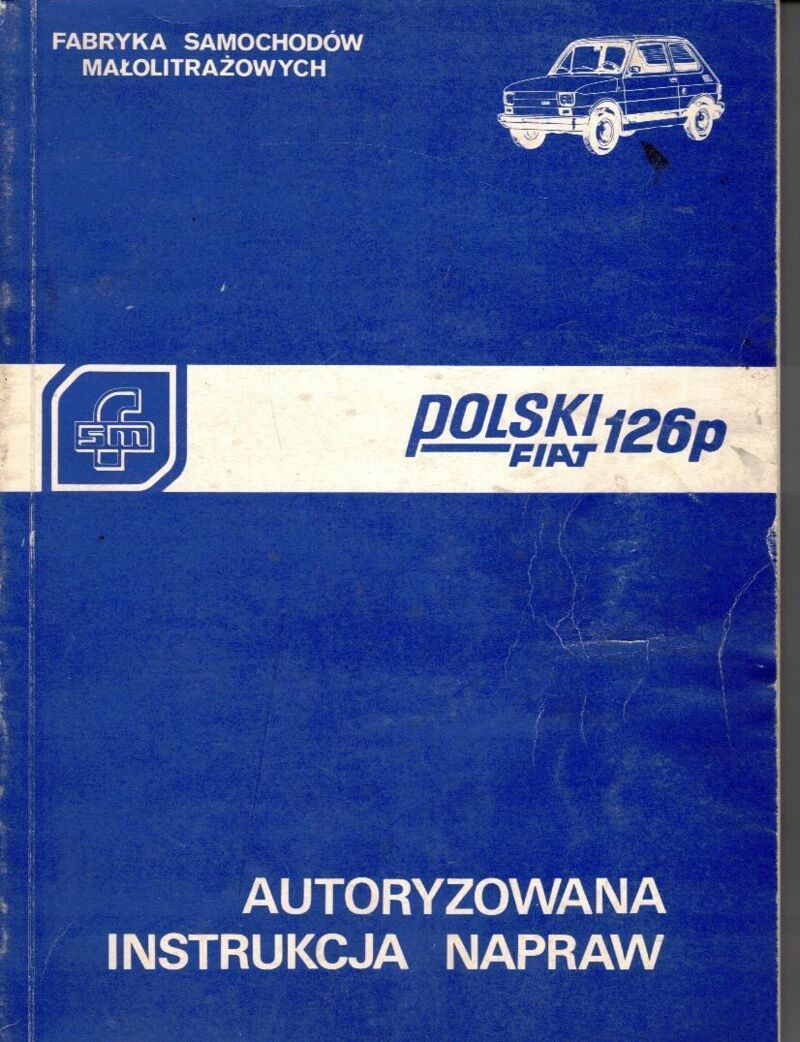 FABRYKA SAMOCHODÓW
MAŁOLITRAŻOWYCH
fsm
POLSKI
FIAT 126p
AUTORYZOWANA
INSTRUKCJA NAPRAW